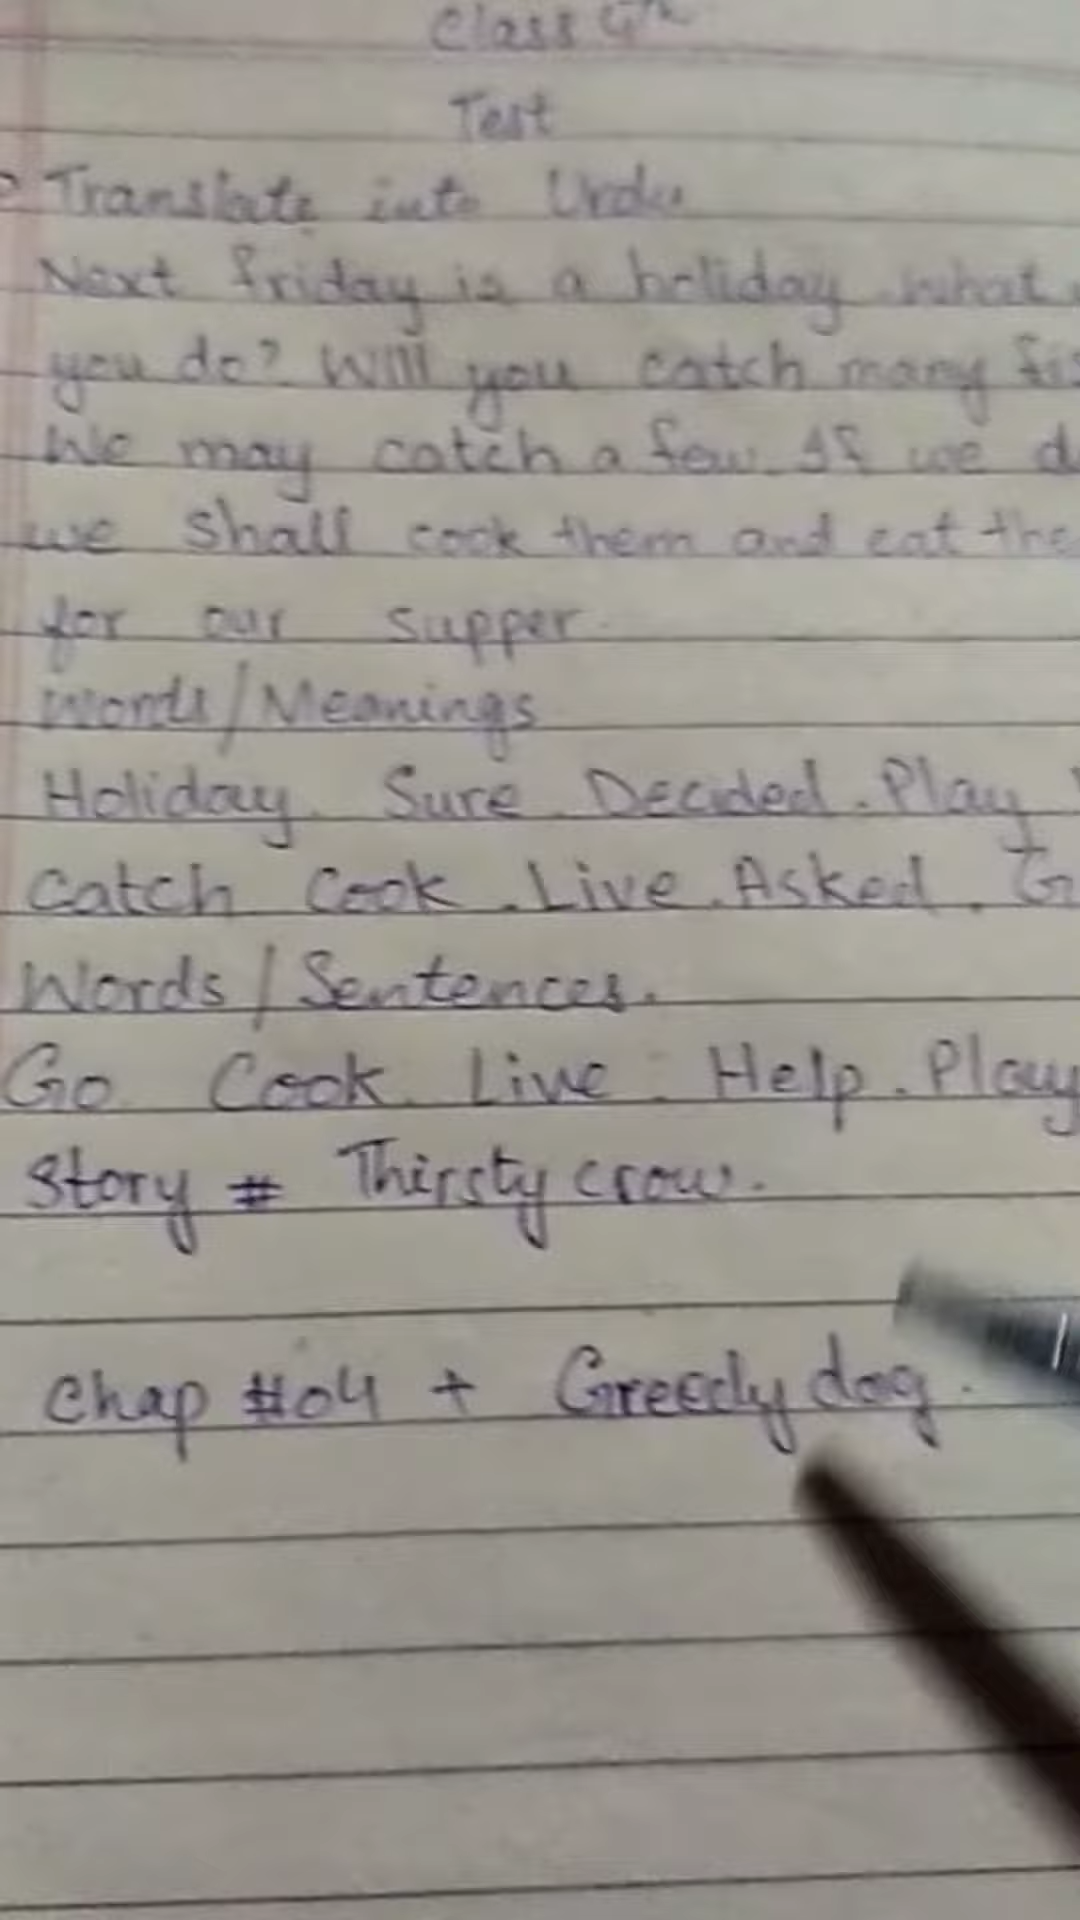 Class
Test
Translate into Urdu
Next friday is a holiday what
you do? Will you catch many
We may catch a few. If we
we shall cook them and eat
for our supper.
Words/Meanings
Holiday. Sure. Decided. Play
Catch Cook. Live. Asked.
Words/Sentences.
Go Cook. Live. Help. Play
Story # Thirsty crow.
Chap #04 + Greedy dog.